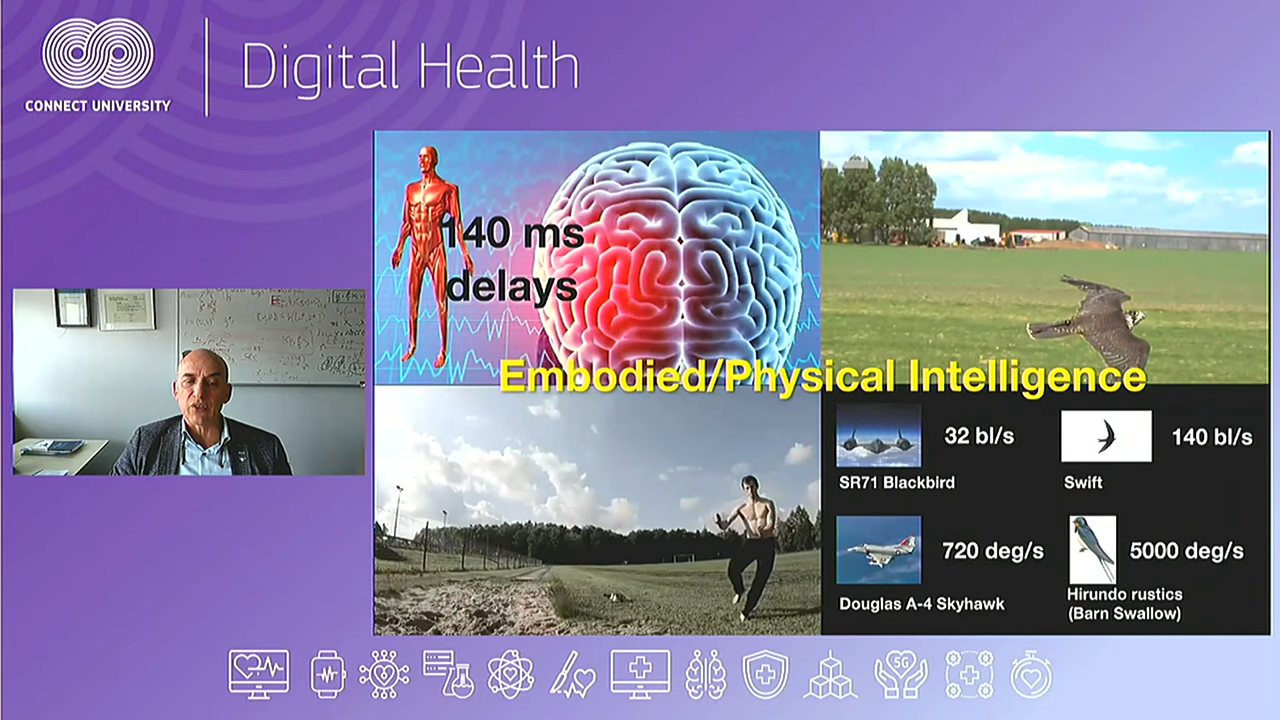 Digital Health
CONNECT UNIVERSITY
140 ms
delays
Embodied/Physical Intelligence
32 bl/s
140 bl/s
SR71 Blackbird
Swift
720 deg/s
5000 deg/s
Douglas A-4 Skyhawk
Hirundo rustics
(Barn Swallow)
5G